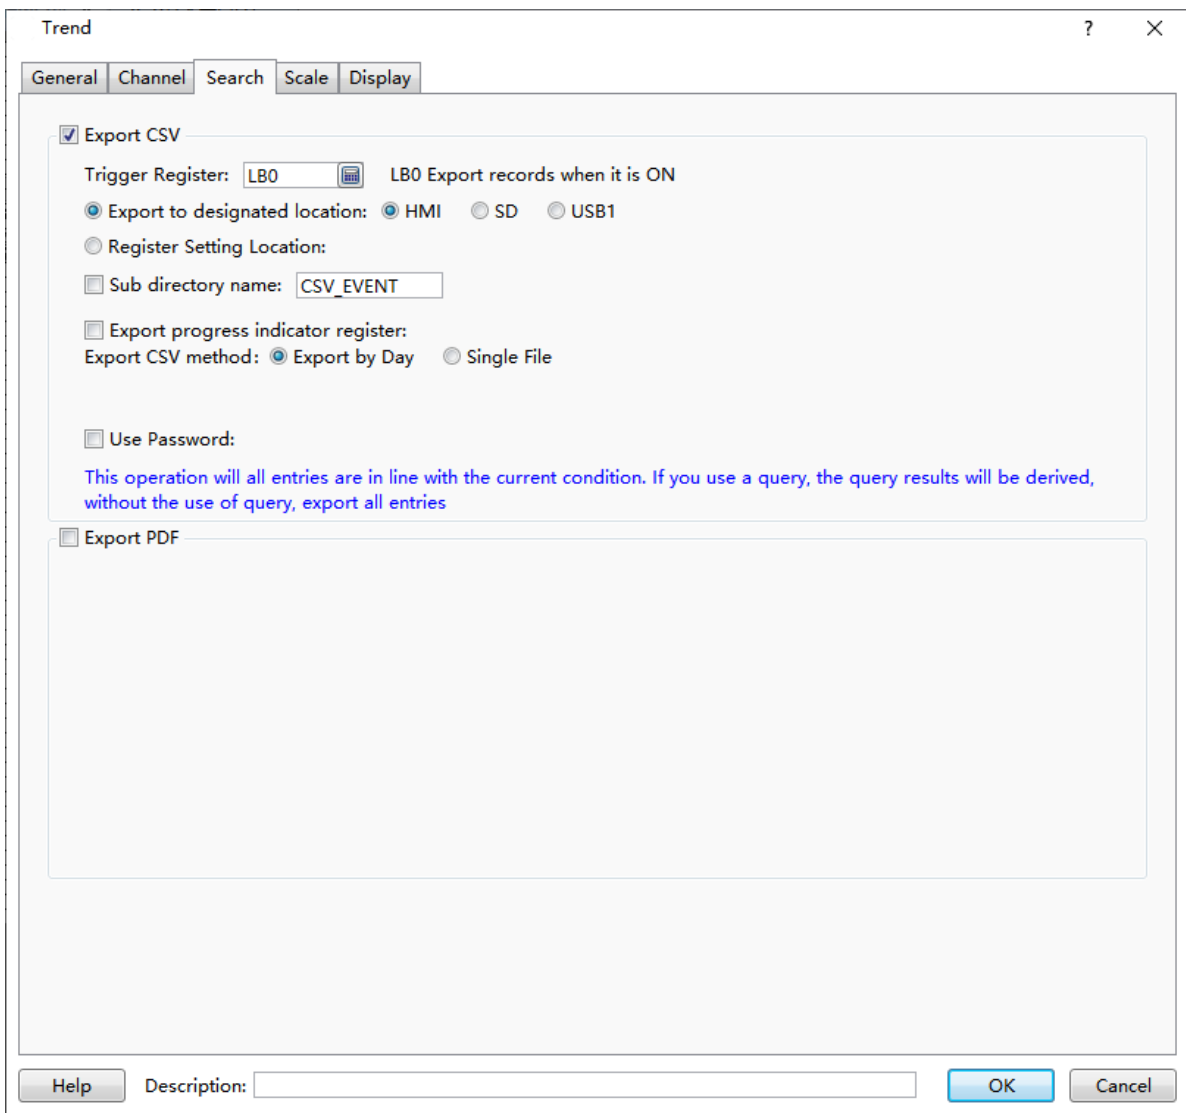 Trend ?
General Channel Search Scale Display
Export CSV
Trigger Register: LB0 LB0 Export records when it is ON
Export to designated location: HMI SD USB1
Register Setting Location:
Sub directory name: CSV_EVENT
Export progress indicator register:
Export CSV method: Export by Day Single File
Use Password:
This operation will all entries are in line with the current condition. If you use a query, the query results will be derived,
without the use of query, export all entries
Export PDF
Help Description: OK Cancel